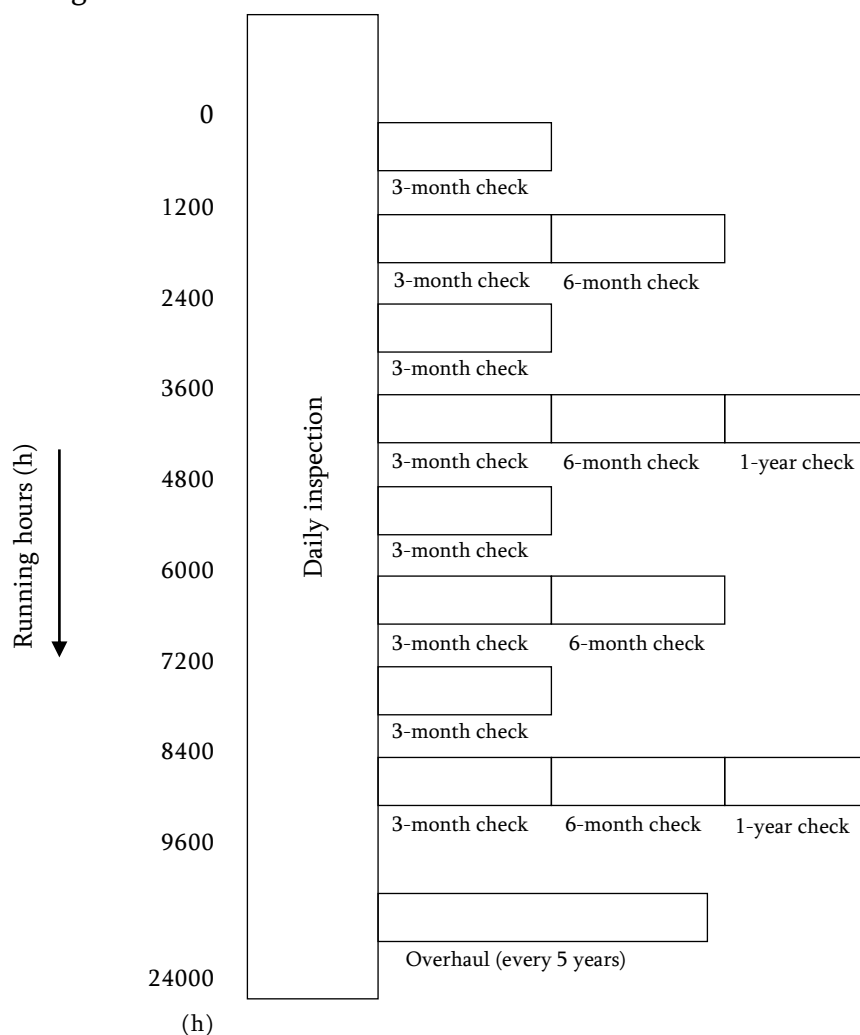 0
3-month check
1200
3-month check 6-month check
2400
3-month check
3600
3-month check 6-month check 1-year check
4800
3-month check
6000
3-month check 6-month check
7200
3-month check
8400
3-month check 6-month check 1-year check
9600
Overhaul (every 5 years)
24000
(h)
Running hours (h)
Daily inspection